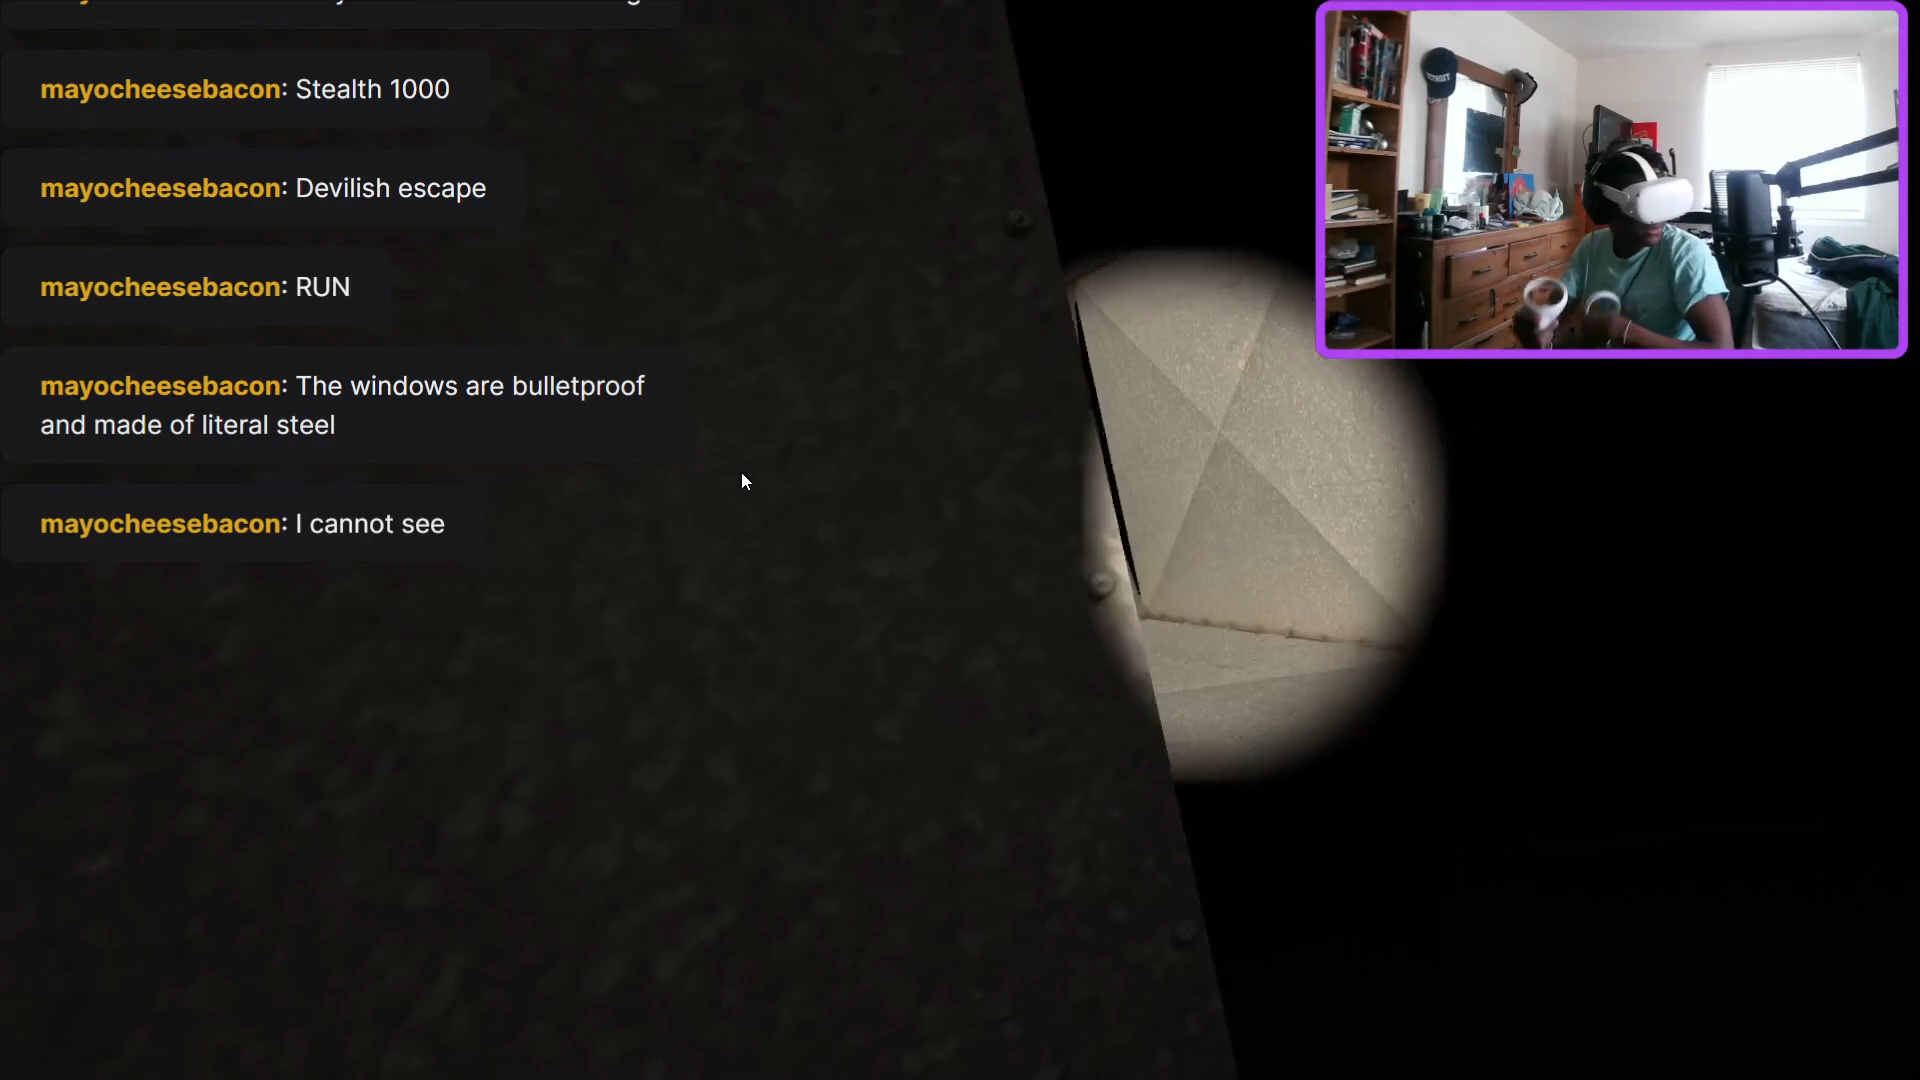 mayocheesebacon: Stealth 1000
DETROIT
mayocheesebacon: Devilish escape
mayocheesebacon: RUN
mayocheesebacon: The windows are bulletproof
and made of literal steel
mayocheesebacon: I cannot see